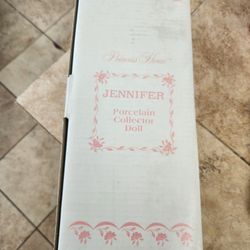 Princess House
JENNIFER
Porcelain
Collector
Doll